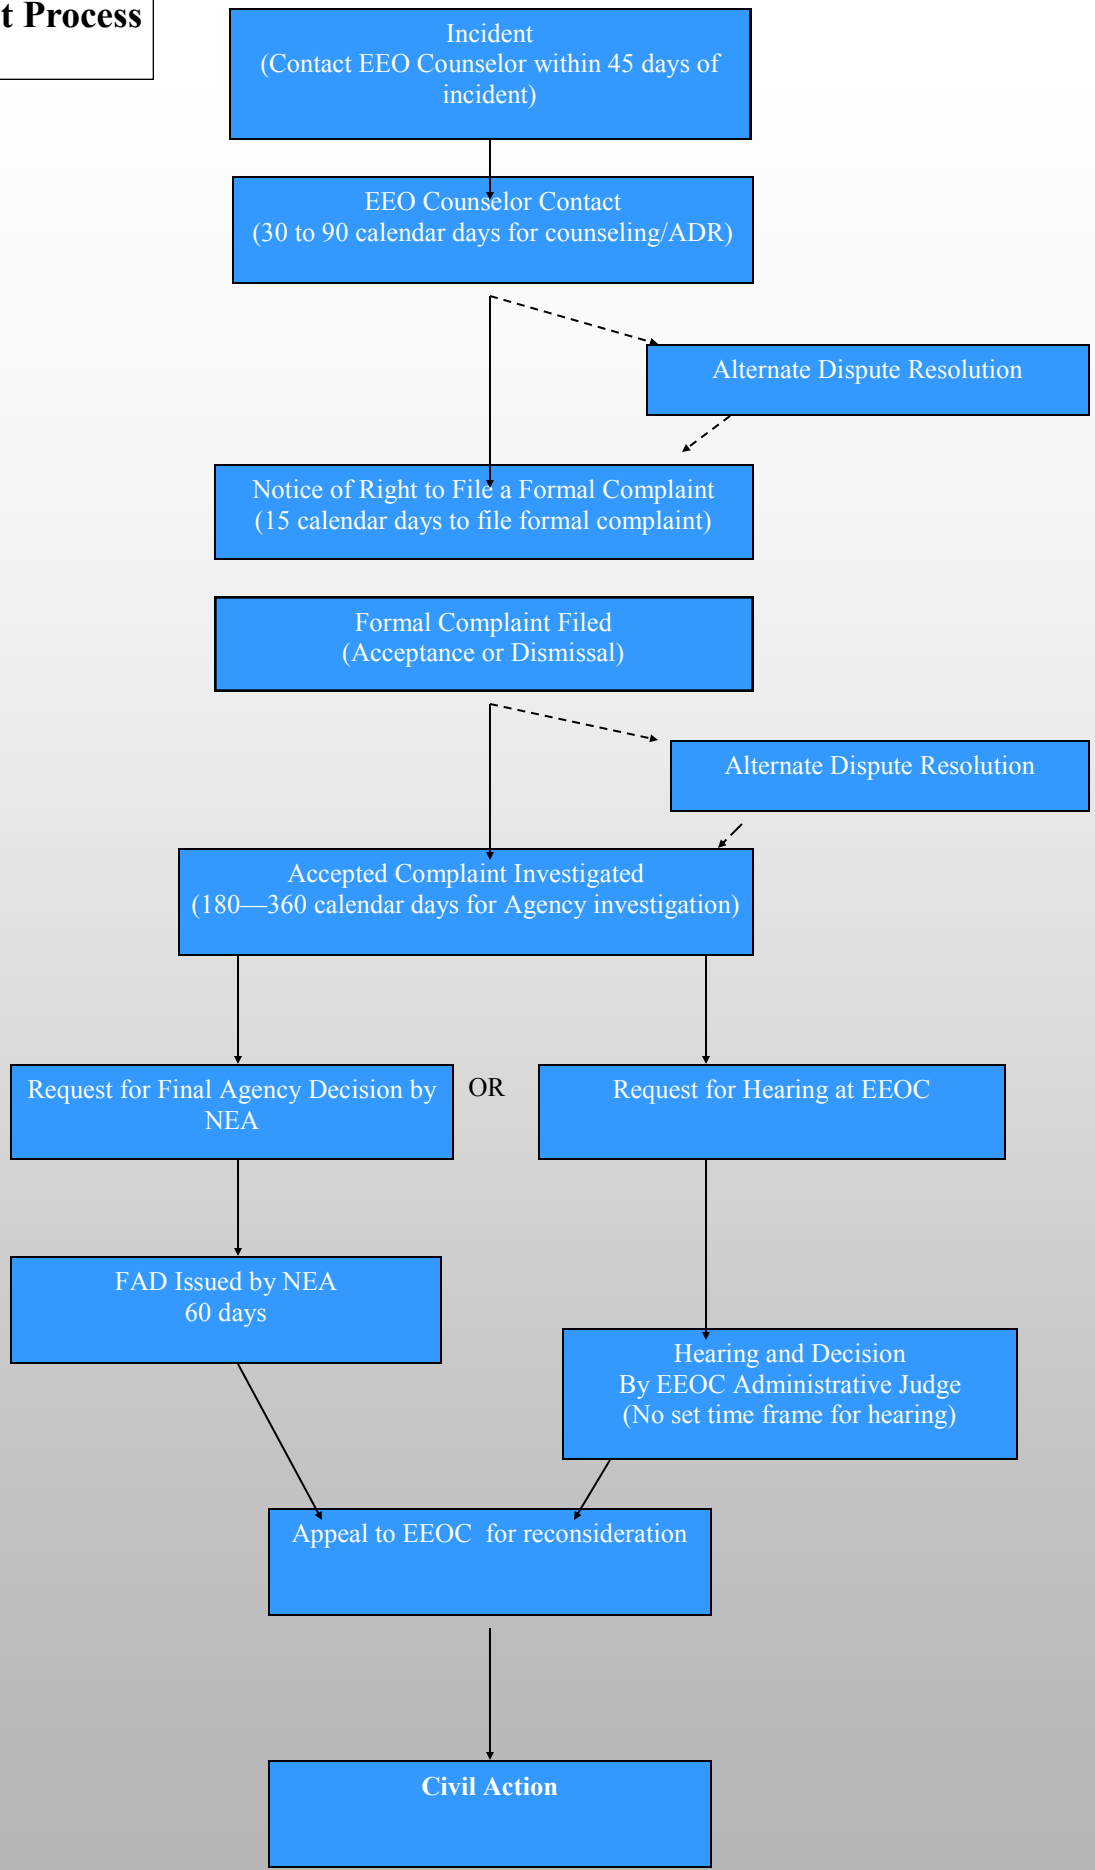 t Process
Incident
(Contact EEO Counselor within 45 days of
incident)
EEO Counselor Contact
(30 to 90 calendar days for counseling/ADR)
Alternate Dispute Resolution
Notice of Right to File a Formal Complaint
(15 calendar days to file formal complaint)
Formal Complaint Filed
(Acceptance or Dismissal)
Alternate Dispute Resolution
Accepted Complaint Investigated
(180—360 calendar days for Agency investigation)
Request for Final Agency Decision by
NEA
OR
Request for Hearing at EEOC
FAD Issued by NEA
60 days
Hearing and Decision
By EEOC Administrative Judge
(No set time frame for hearing)
Appeal to EEOC  for reconsideration
Civil Action